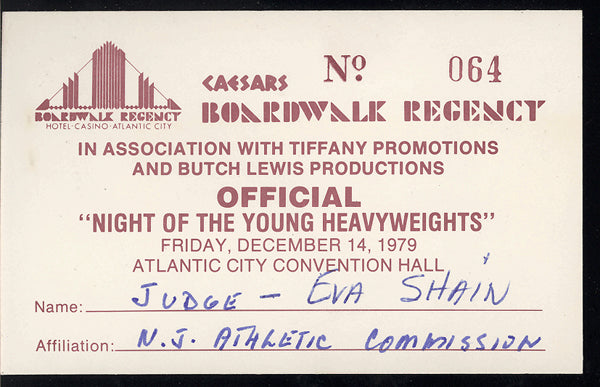 BOARDWALK REGENCY
HOTEL-CASINO-ATLANTIC CITY
Nº 064
CAESARS
BOARDWALK REGENCY
IN ASSOCIATION WITH TIFFANY PROMOTIONS
AND BUTCH LEWIS PRODUCTIONS
OFFICIAL
"NIGHT OF THE YOUNG HEAVYWEIGHTS"
FRIDAY, DECEMBER 14, 1979
ATLANTIC CITY CONVENTION HALL
Name: JUDGE - EVA SHAIN
Affiliation: N.J. ATHLETIC COMMISSION